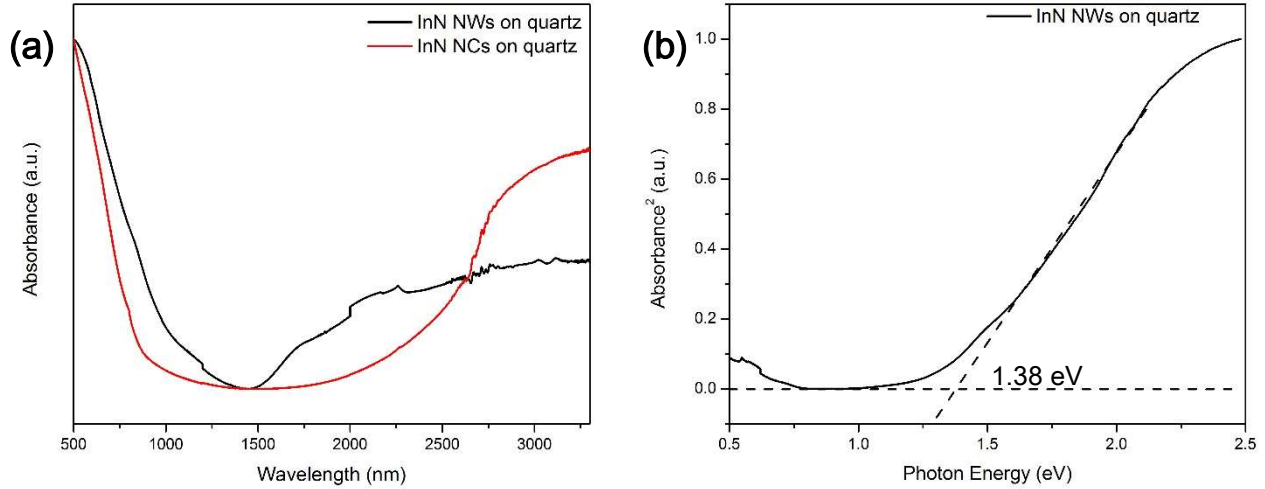 (a)
InN NWs on quartz
InN NCs on quartz
Absorbance (a.u.)
500 1000 1500 2000 2500 3000
Wavelength (nm)
(b)
InN NWs on quartz
1.0
0.8
0.6
0.4
0.2
0.0
Absorbance² (a.u.)
1.38 eV
0.5 1.0 1.5 2.0 2.5
Photon Energy (eV)